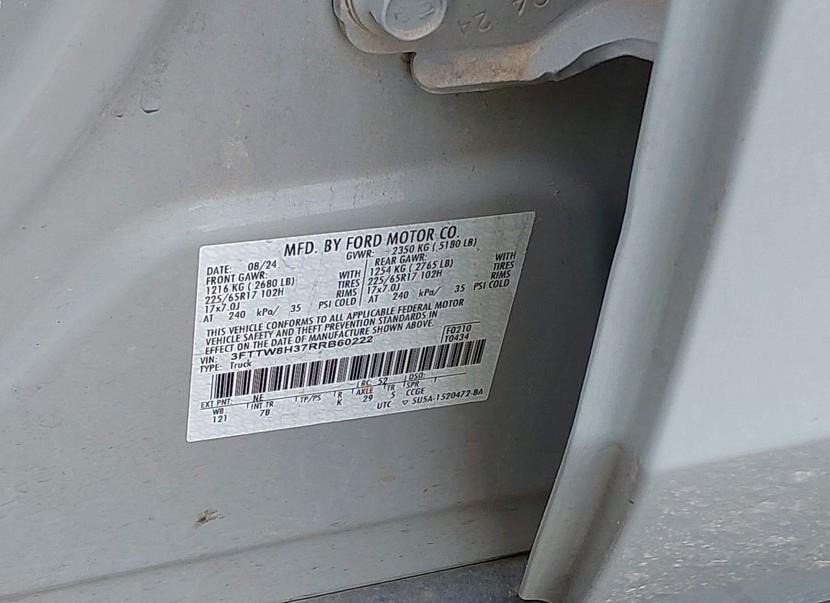 24
MFD. BY FORD MOTOR CO.
DATE: 08/24 GVWR: 2350 KG ( 5180 LB)
FRONT GAWR: WITH REAR GAWR: WITH
1216 KG ( 2680 LB) TIRES 1254 KG ( 2765 LB) TIRES
225/65R17 102H RIMS 225/65R17 102H RIMS
17x7.0J 17x7.0J
AT 240 kPa/ 35 PSI COLD AT 240 kPa/ 35 PSI COLD
THIS VEHICLE CONFORMS TO ALL APPLICABLE FEDERAL MOTOR
VEHICLE SAFETY AND THEFT PREVENTION STANDARDS IN
EFFECT ON THE DATE OF MANUFACTURE SHOWN ABOVE.
VIN: 3FTTW8H37RRB60222 F0210
TYPE: Truck T0434
EXT PNT: NE RC: 52 DSO:
WB INT TR TP/PS R AXLE TR SPR
121 7B K 29 5 CCGE
UTC ▽ 5U5A-1520472-BA